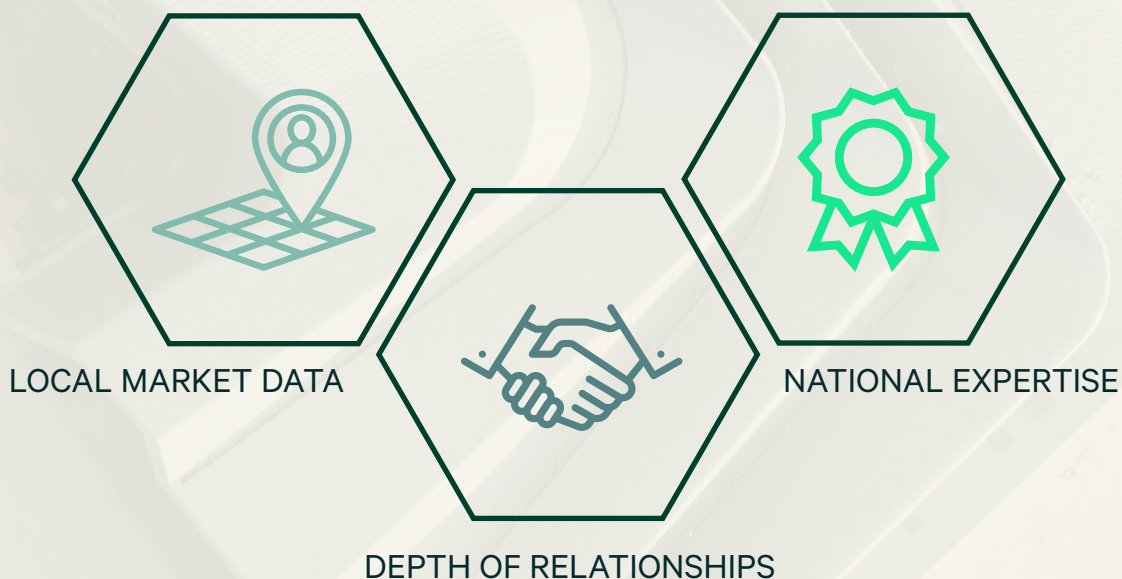 LOCAL MARKET DATA
NATIONAL EXPERTISE
DEPTH OF RELATIONSHIPS